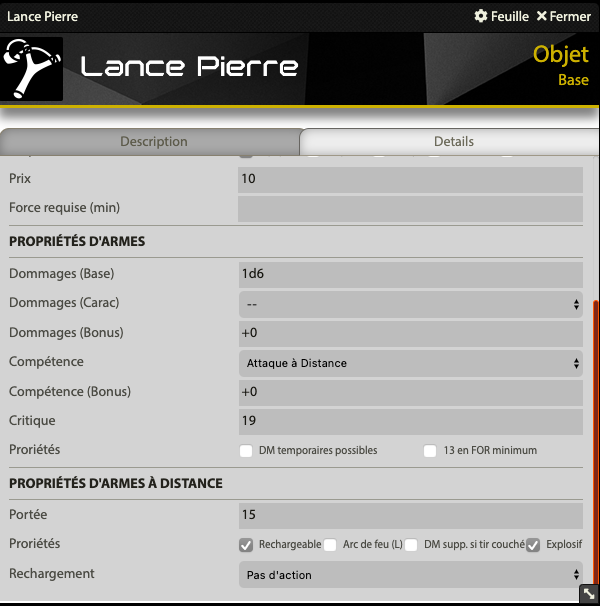 Lance Pierre Feuille Fermer
Lance Pierre
Objet
Base
Description Details
Prix 10
Force requise (min)
PROPRIÉTÉS D'ARMES
Dommages (Base) 1d6
Dommages (Carac) --
Dommages (Bonus) +0
Compétence Attaque à Distance
Compétence (Bonus) +0
Critique 19
Proriétés DM temporaires possibles 13 en FOR minimum
PROPRIÉTÉS D'ARMES À DISTANCE
Portée 15
Proriétés Rechargeable Arc de feu (L) DM supp. si tir couché Explosif
Rechargement Pas d'action